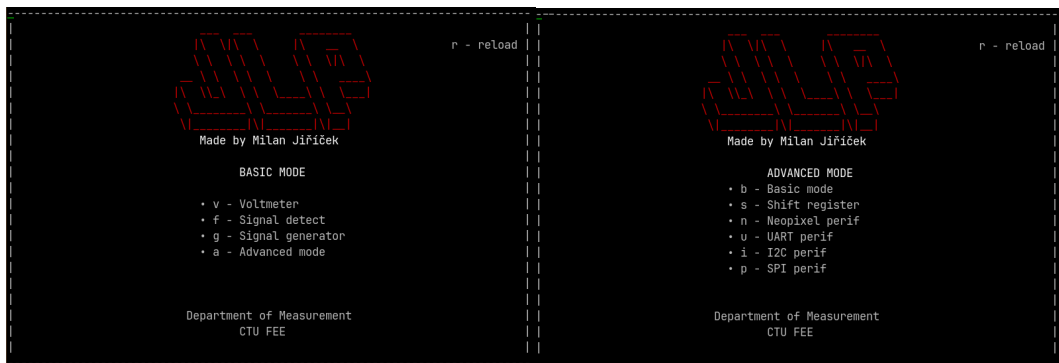 JLP
r - reload
Made by Milan Jiříček
BASIC MODE
• v - Voltmeter
• f - Signal detect
• g - Signal generator
• a - Advanced mode
Department of Measurement
CTU FEE
JLP
r - reload
Made by Milan Jiříček
ADVANCED MODE
• b - Basic mode
• s - Shift register
• n - Neopixel perif
• u - UART perif
• i - I2C perif
• p - SPI perif
Department of Measurement
CTU FEE